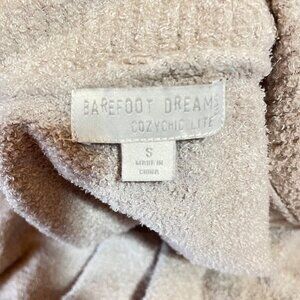 BAREFOOT DREAMS
COZYCHIC LITE
S
MADE IN
CHINA